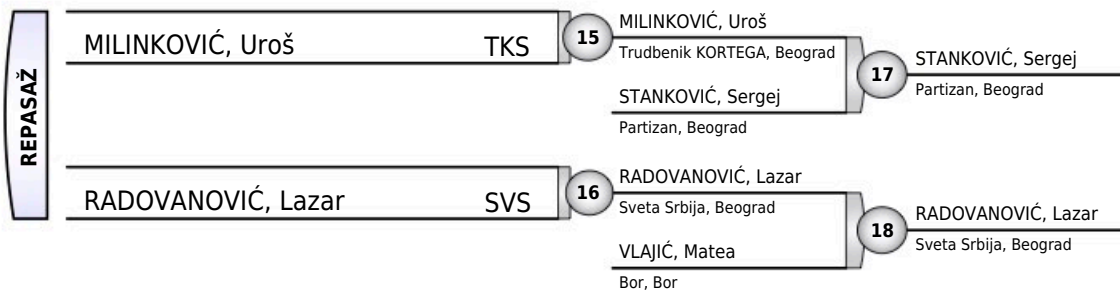 REPASAŽ
MILINKOVIĆ, Uroš TKS
15
MILINKOVIĆ, Uroš
Trudbenik KORTEGA, Beograd
STANKOVIĆ, Sergej
Partizan, Beograd
17
STANKOVIĆ, Sergej
Partizan, Beograd
RADOVANOVIĆ, Lazar SVS
16
RADOVANOVIĆ, Lazar
Sveta Srbija, Beograd
VLAJIĆ, Matea
Bor, Bor
18
RADOVANOVIĆ, Lazar
Sveta Srbija, Beograd